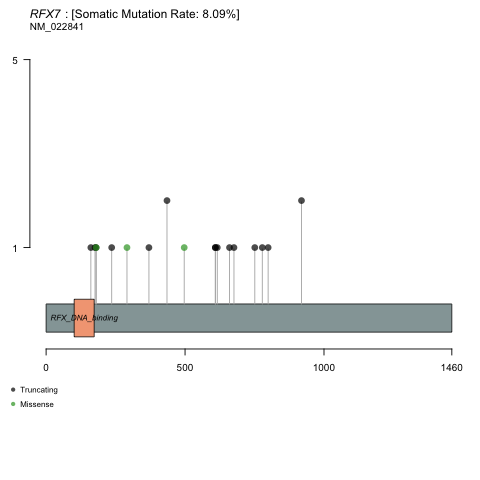 RFX7 : [Somatic Mutation Rate: 8.09%]
NM_022841
5
1
RFX_DNA_binding
0 500 1000 1460
Truncating
Missense